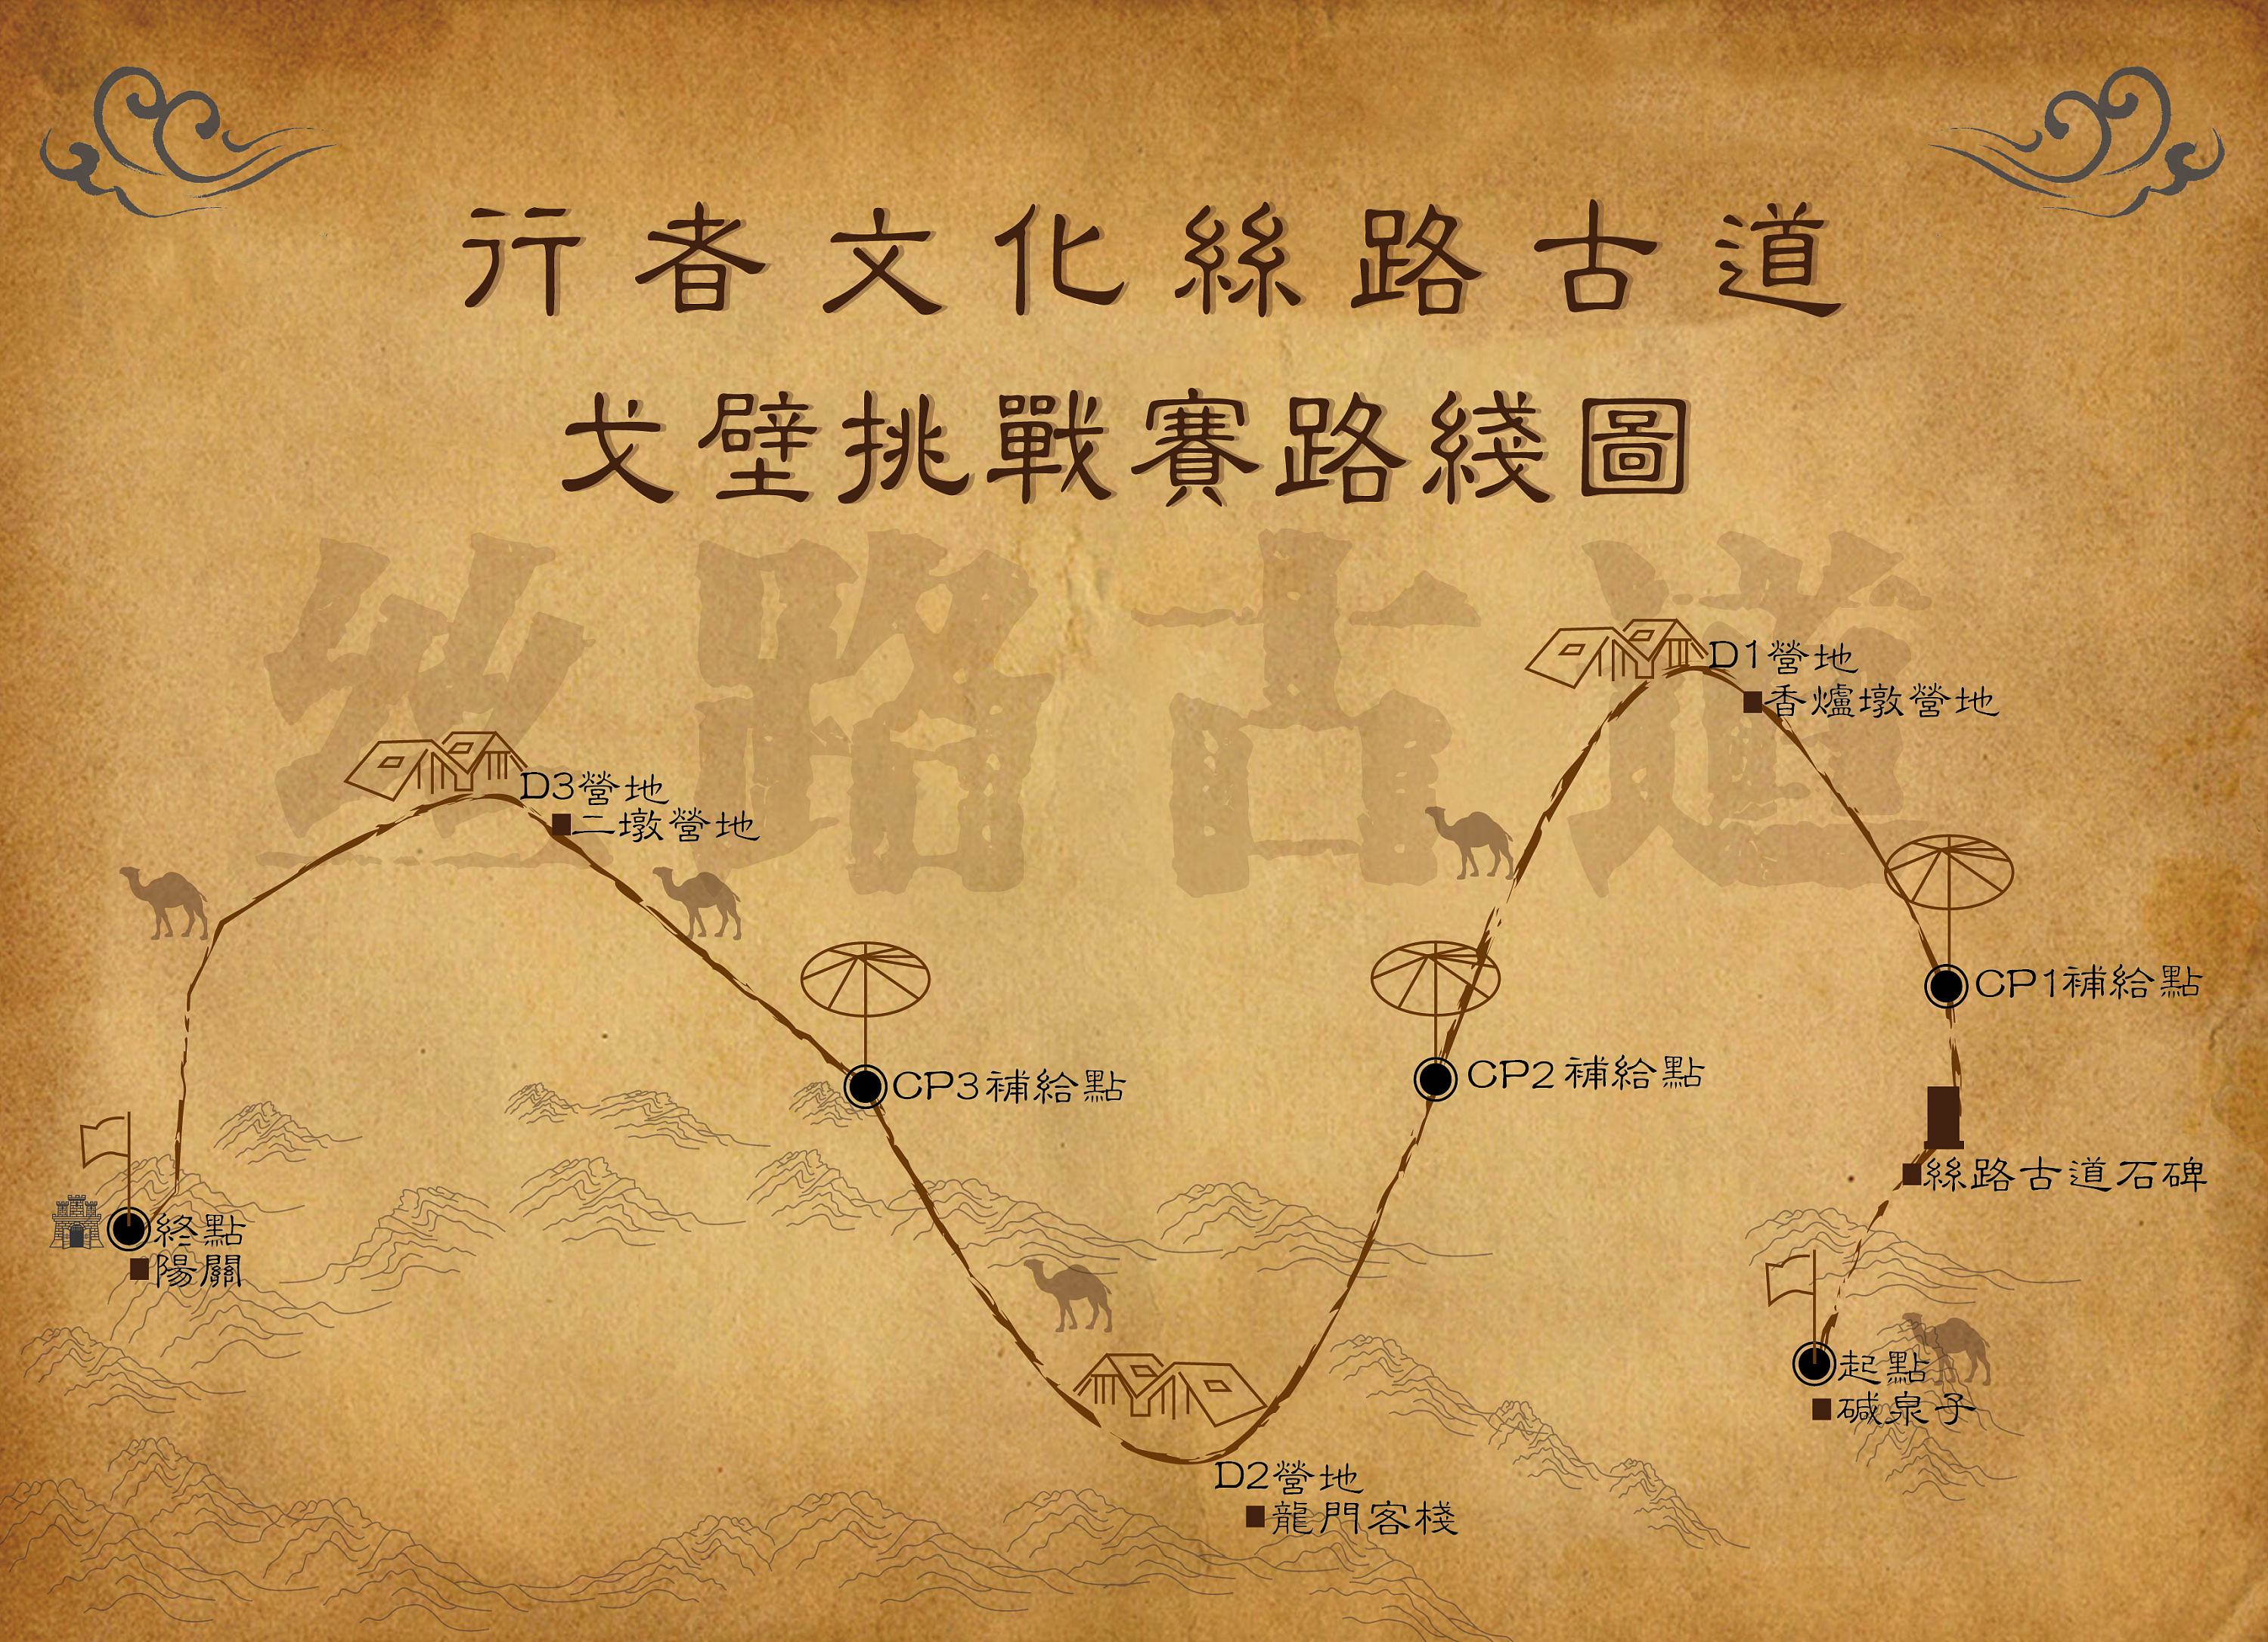 行者文化絲路古道
戈壁挑戰賽路綫圖
丝路古道
D1營地
香爐墩營地
D3營地
二墩營地
CP1補給點
CP3補給點
CP2補給點
絲路古道石碑
終點
陽關
起點
碱泉子
D2營地
龍門客棧